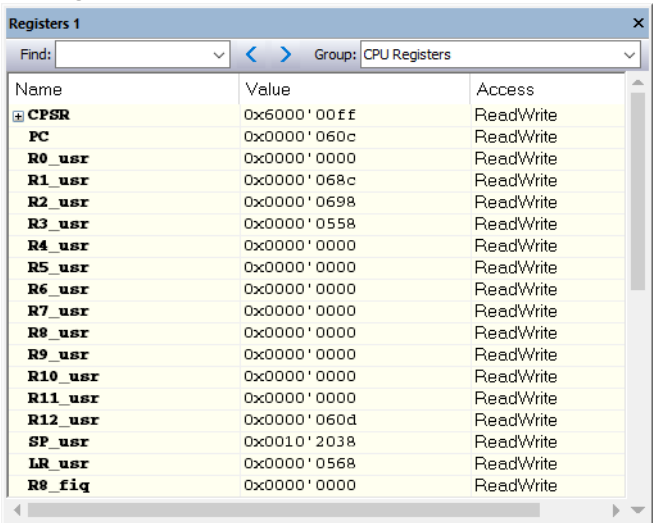 Registers 1
Find: Group: CPU Registers
Name Value Access
CPSR 0x6000'00ff ReadWrite
PC 0x0000'060c ReadWrite
R0_usr 0x0000'0000 ReadWrite
R1_usr 0x0000'068c ReadWrite
R2_usr 0x0000'0698 ReadWrite
R3_usr 0x0000'0558 ReadWrite
R4_usr 0x0000'0000 ReadWrite
R5_usr 0x0000'0000 ReadWrite
R6_usr 0x0000'0000 ReadWrite
R7_usr 0x0000'0000 ReadWrite
R8_usr 0x0000'0000 ReadWrite
R9_usr 0x0000'0000 ReadWrite
R10_usr 0x0000'0000 ReadWrite
R11_usr 0x0000'0000 ReadWrite
R12_usr 0x0000'060d ReadWrite
SP_usr 0x0010'2038 ReadWrite
LR_usr 0x0000'0568 ReadWrite
R8_fiq 0x0000'0000 ReadWrite